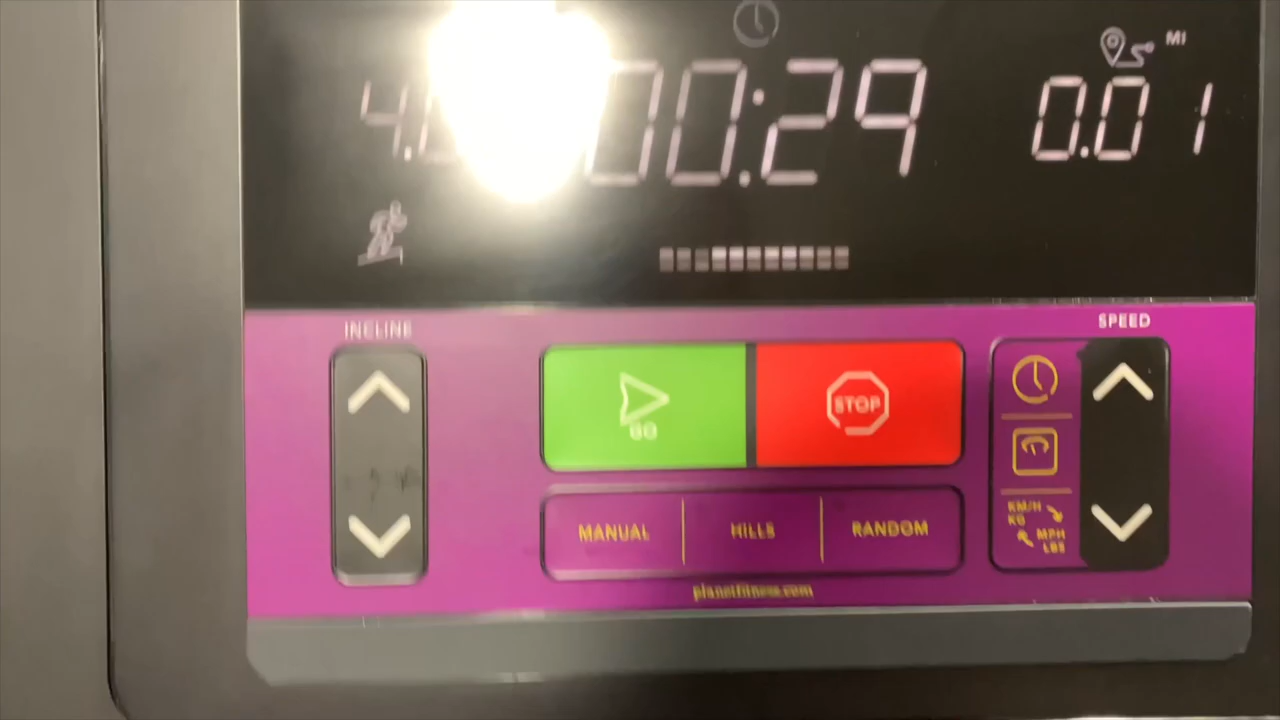 MI
00:29
0.01
INCLINE
SPEED
GO
STOP
KM/H
KG
MPH
LBS
MANUAL
HILLS
RANDOM
planetfitness.com